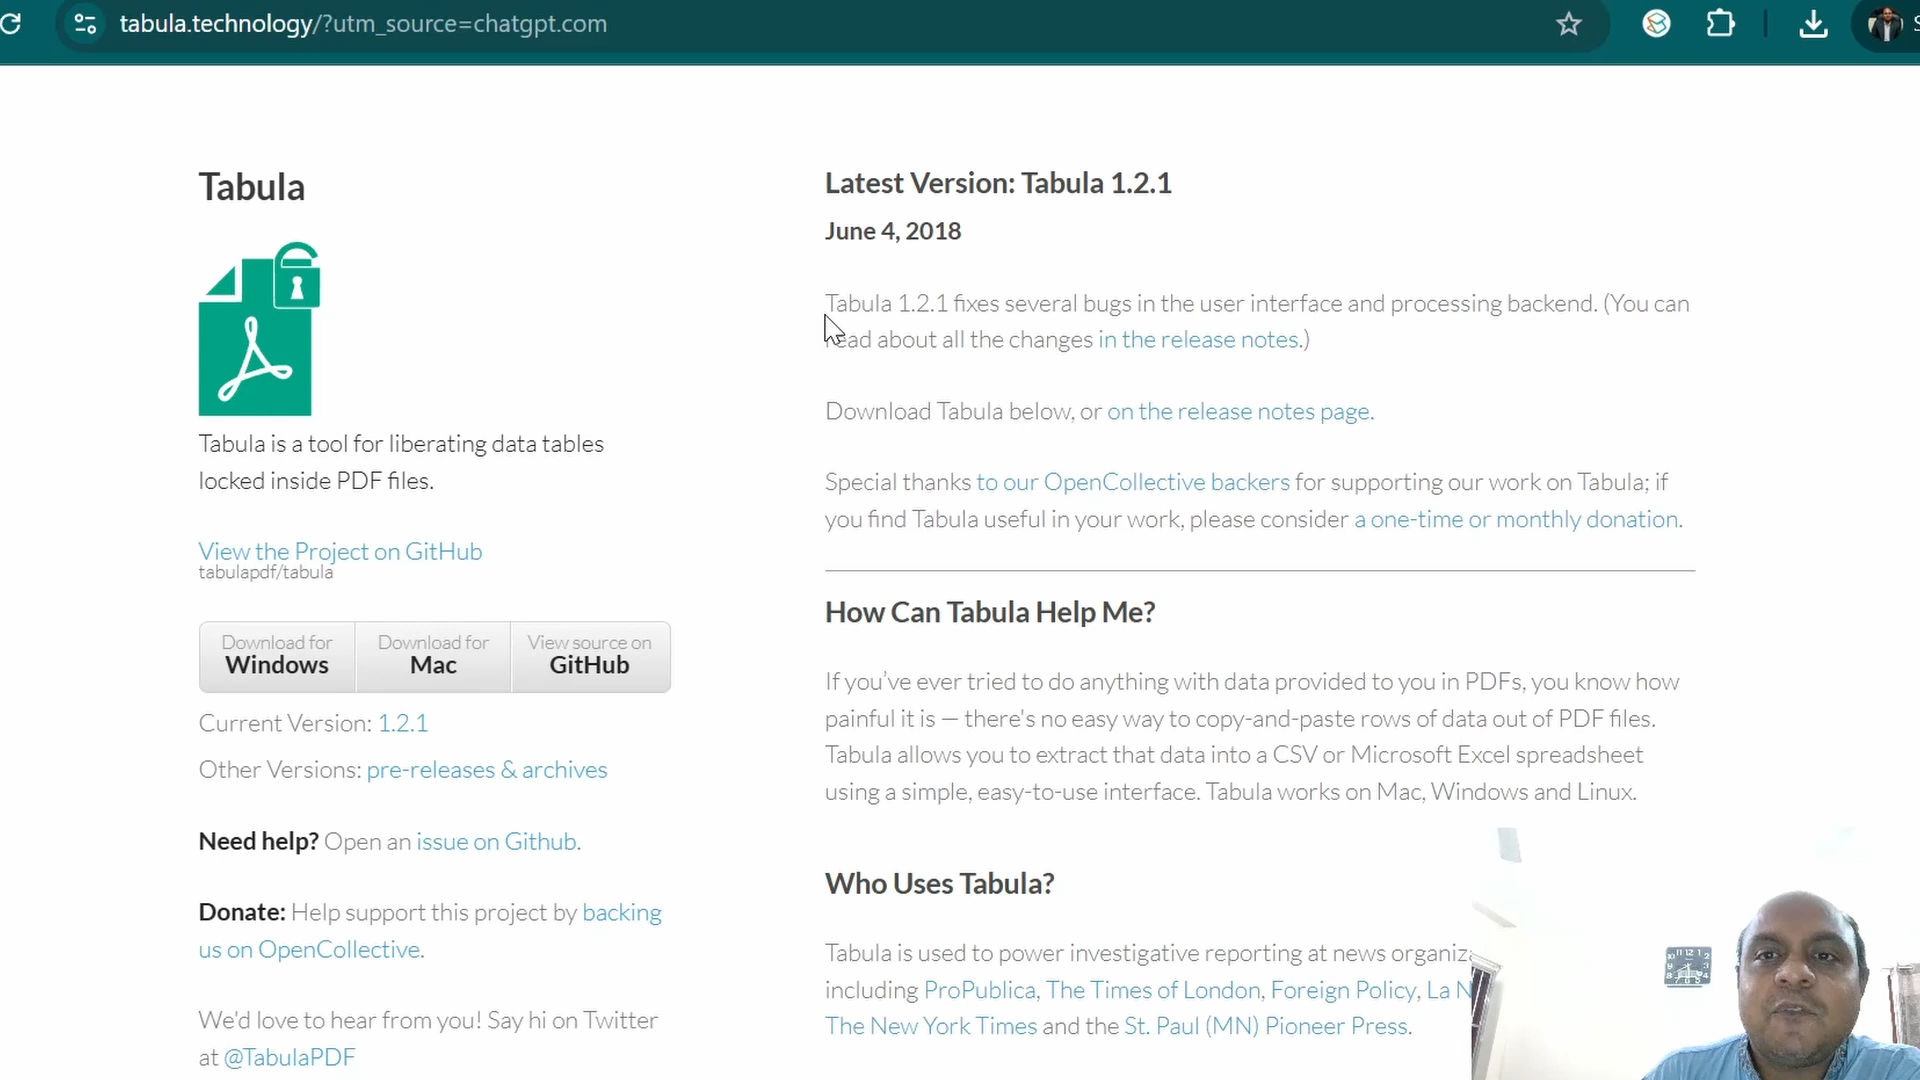 tabula.technology/?utm_source=chatgpt.com
Tabula
Tabula is a tool for liberating data tables
locked inside PDF files.
View the Project on GitHub
tabulapdf/tabula
Download for
Windows
Download for
Mac
View source on
GitHub
Current Version: 1.2.1
Other Versions: pre-releases & archives
Need help? Open an issue on Github.
Donate: Help support this project by backing
us on OpenCollective.
We'd love to hear from you! Say hi on Twitter
at @TabulaPDF
Latest Version: Tabula 1.2.1
June 4, 2018
Tabula 1.2.1 fixes several bugs in the user interface and processing backend. (You can
read about all the changes in the release notes.)
Download Tabula below, or on the release notes page.
Special thanks to our OpenCollective backers for supporting our work on Tabula; if
you find Tabula useful in your work, please consider a one-time or monthly donation.
How Can Tabula Help Me?
If you’ve ever tried to do anything with data provided to you in PDFs, you know how
painful it is — there's no easy way to copy-and-paste rows of data out of PDF files.
Tabula allows you to extract that data into a CSV or Microsoft Excel spreadsheet
using a simple, easy-to-use interface. Tabula works on Mac, Windows and Linux.
Who Uses Tabula?
Tabula is used to power investigative reporting at news
including ProPublica, The Times of London, Foreign Policy, La
The New York Times and the St. Paul (MN) Pioneer Press.